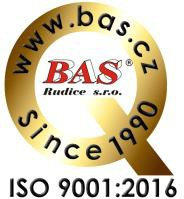 www.bas.cz
BAS®
Rudice s.r.o.
Since 1990
ISO 9001:2016